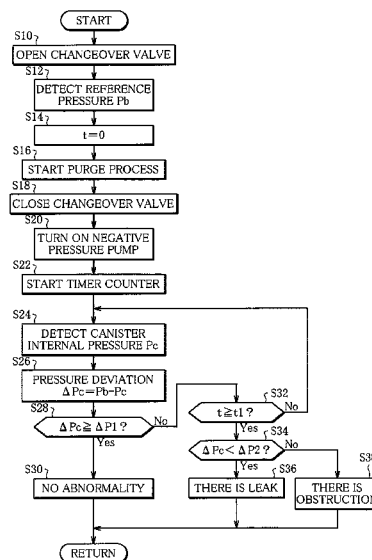 START
S10
OPEN CHANGEOVER VALVE
S12
DETECT REFERENCE
PRESSURE Pb
S14
t=0
S16
START PURGE PROCESS
S18
CLOSE CHANGEOVER VALVE
S20
TURN ON NEGATIVE
PRESSURE PUMP
S22
START TIMER COUNTER
S24
DETECT CANISTER
INTERNAL PRESSURE Pc
S26
PRESSURE DEVIATION
ΔPc=Pb-Pc
S28
ΔPc≧ΔP1?
No
Yes
S32
t≧t1?
No
Yes
S34
ΔPc<ΔP2?
No
Yes
S30
NO ABNORMALITY
S36
THERE IS LEAK
THERE IS
OBSTRUCTION
RETURN